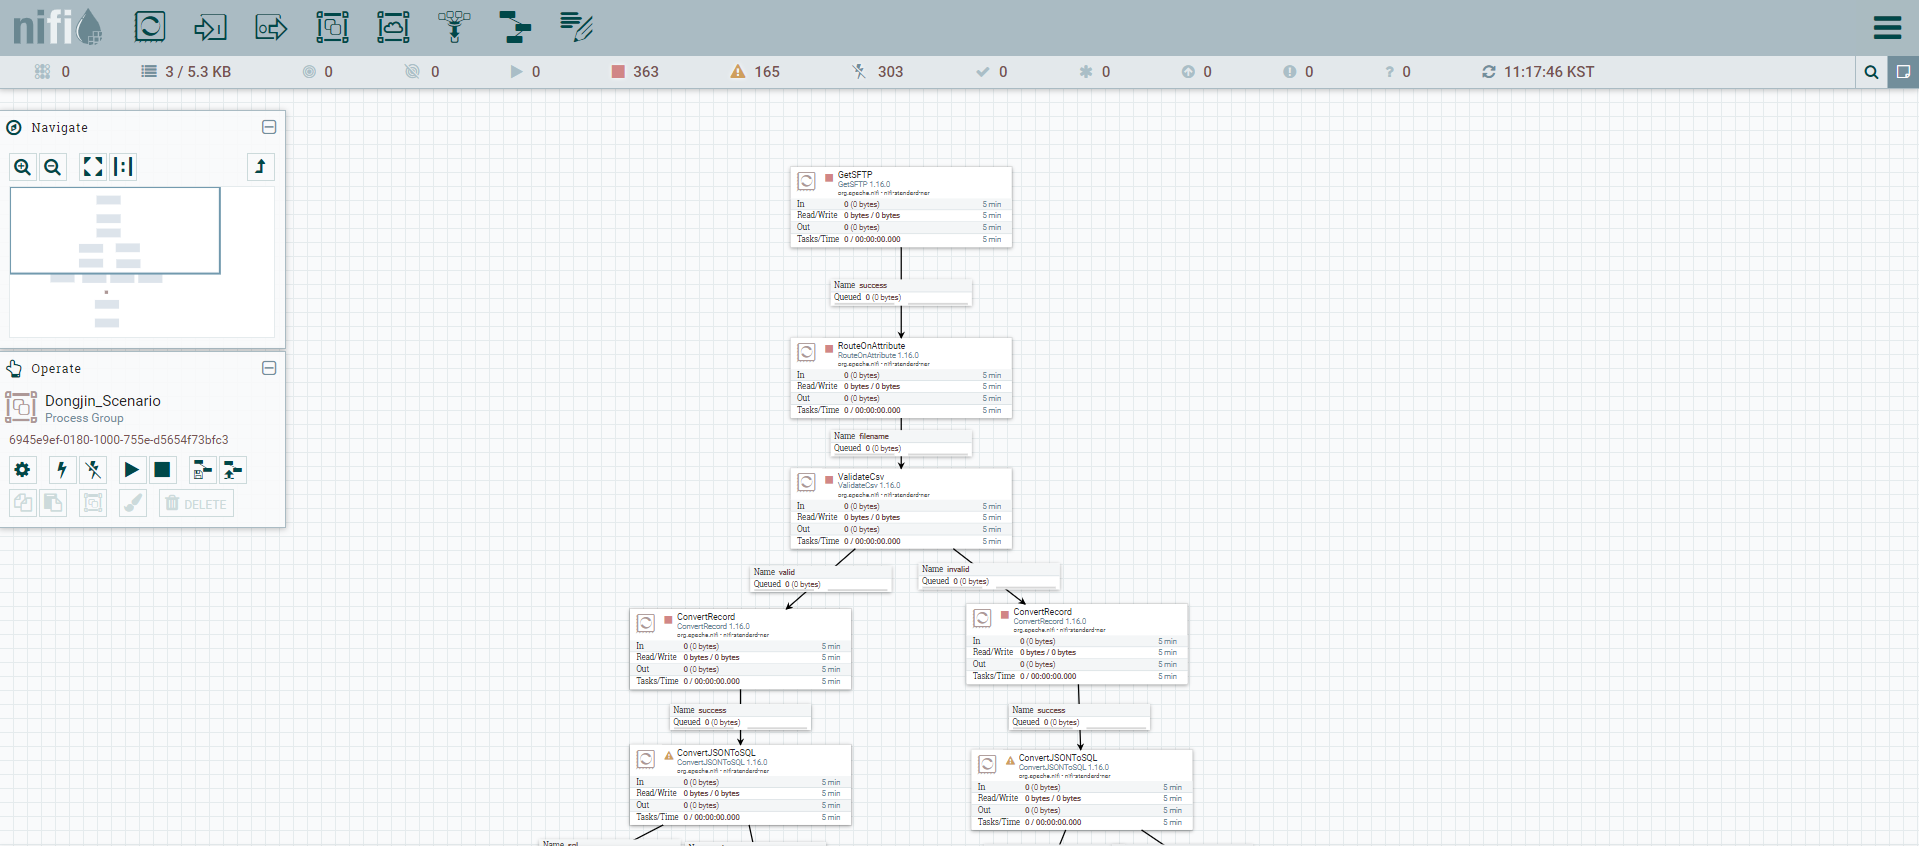 nifi
0
3 / 5.3 KB
0
0
0
363
165
303
0
0
0
0
? 0
11:17:46 KST
Navigate
Operate
Dongjin_Scenario
Process Group
6945e9ef-0180-1000-755e-d5654f73bfc3
DELETE
GetSFTP
GetSFTP 1.16.0
org.apache.nifi - nifi-standard-nar
In 0 (0 bytes) 5 min
Read/Write 0 bytes / 0 bytes 5 min
Out 0 (0 bytes) 5 min
Tasks/Time 0 / 00:00:00.000 5 min
Name success
Queued 0 (0 bytes)
RouteOnAttribute
RouteOnAttribute 1.16.0
org.apache.nifi - nifi-standard-nar
In 0 (0 bytes) 5 min
Read/Write 0 bytes / 0 bytes 5 min
Out 0 (0 bytes) 5 min
Tasks/Time 0 / 00:00:00.000 5 min
Name filename
Queued 0 (0 bytes)
ValidateCsv
ValidateCsv 1.16.0
org.apache.nifi - nifi-standard-nar
In 0 (0 bytes) 5 min
Read/Write 0 bytes / 0 bytes 5 min
Out 0 (0 bytes) 5 min
Tasks/Time 0 / 00:00:00.000 5 min
Name valid
Queued 0 (0 bytes)
Name invalid
Queued 0 (0 bytes)
ConvertRecord
ConvertRecord 1.16.0
org.apache.nifi - nifi-standard-nar
In 0 (0 bytes) 5 min
Read/Write 0 bytes / 0 bytes 5 min
Out 0 (0 bytes) 5 min
Tasks/Time 0 / 00:00:00.000 5 min
ConvertRecord
ConvertRecord 1.16.0
org.apache.nifi - nifi-standard-nar
In 0 (0 bytes) 5 min
Read/Write 0 bytes / 0 bytes 5 min
Out 0 (0 bytes) 5 min
Tasks/Time 0 / 00:00:00.000 5 min
Name success
Queued 0 (0 bytes)
Name success
Queued 0 (0 bytes)
ConvertJSONToSQL
ConvertJSONToSQL 1.16.0
org.apache.nifi - nifi-standard-nar
In 0 (0 bytes) 5 min
Read/Write 0 bytes / 0 bytes 5 min
Out 0 (0 bytes) 5 min
Tasks/Time 0 / 00:00:00.000 5 min
ConvertJSONToSQL
ConvertJSONToSQL 1.16.0
org.apache.nifi - nifi-standard-nar
In 0 (0 bytes) 5 min
Read/Write 0 bytes / 0 bytes 5 min
Out 0 (0 bytes) 5 min
Tasks/Time 0 / 00:00:00.000 5 min
Name sql